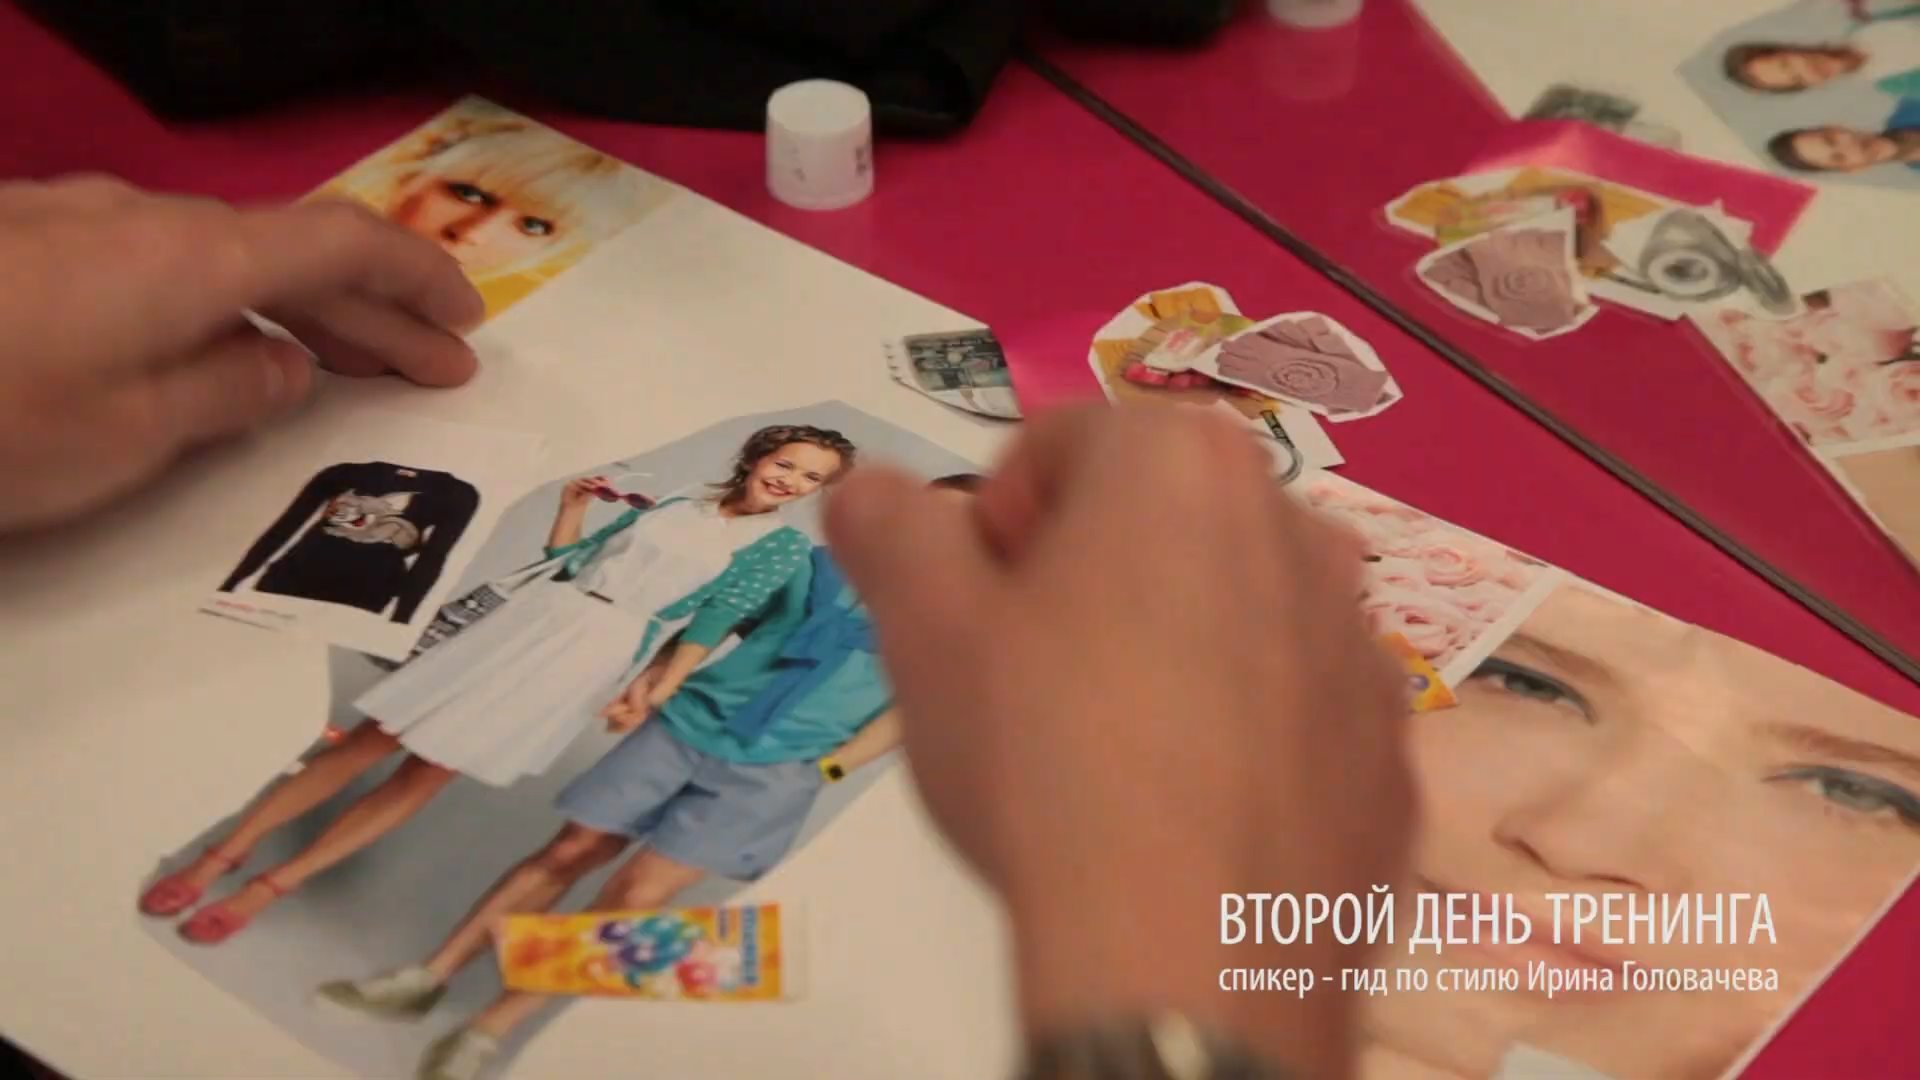 ВТОРОЙ ДЕНЬ ТРЕНИНГА
спикер - гид по стилю Ирина Головачева